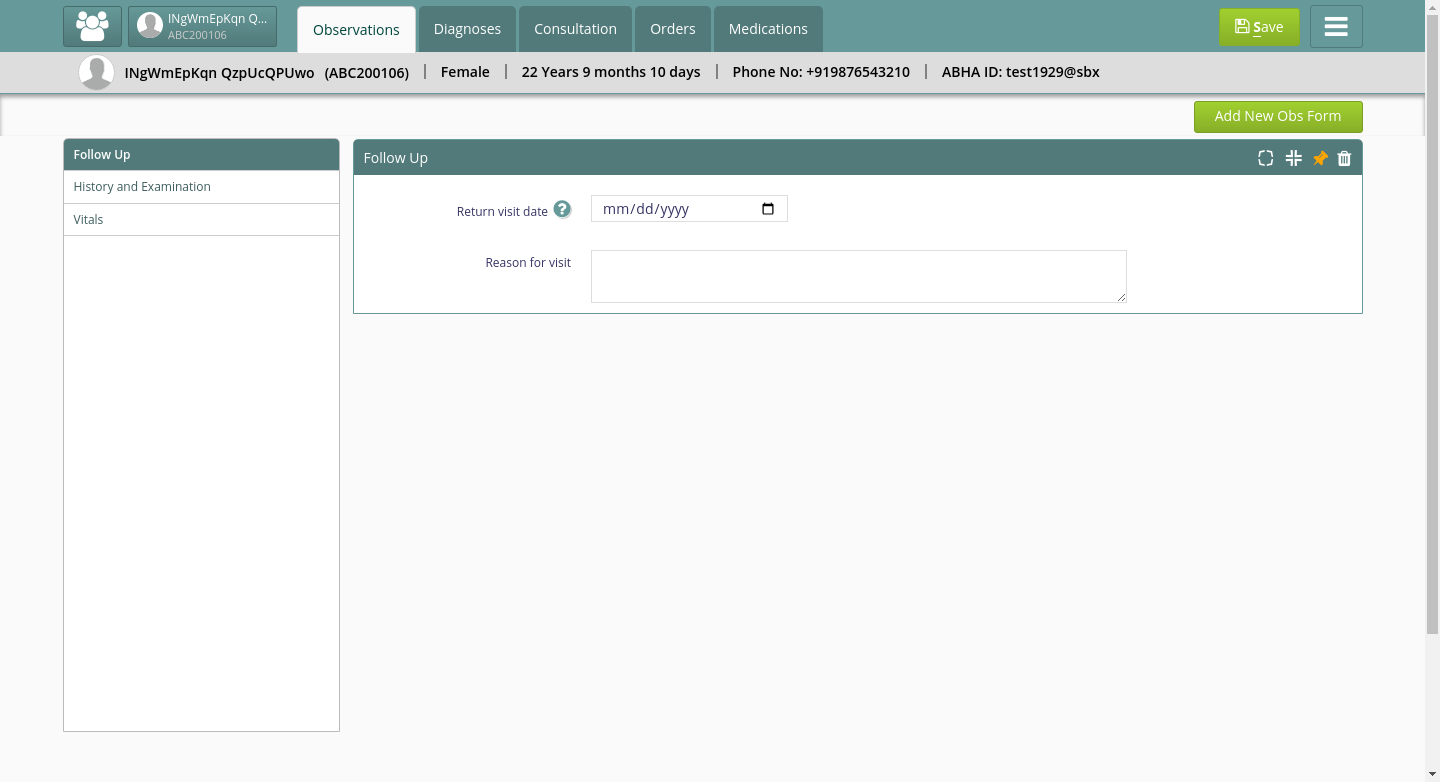 INgWmEpKqn Q...
ABC200106
Observations
Diagnoses
Consultation
Orders
Medications
Save
INgWmEpKqn QzpUcQPUwo (ABC200106) | Female | 22 Years 9 months 10 days | Phone No: +919876543210 | ABHA ID: test1929@sbx
Add New Obs Form
Follow Up
History and Examination
Vitals
Follow Up
Return visit date ?
mm/dd/yyyy
Reason for visit